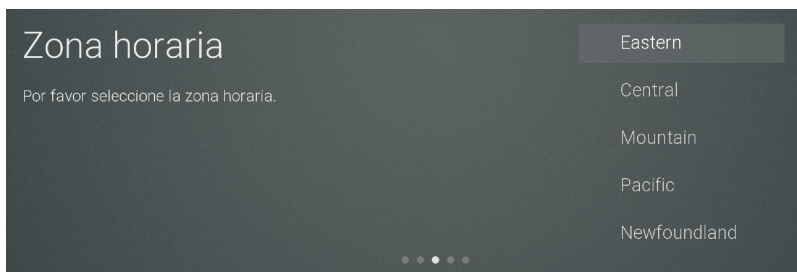 Zona horaria
Por favor seleccione la zona horaria.
Eastern
Central
Mountain
Pacific
Newfoundland